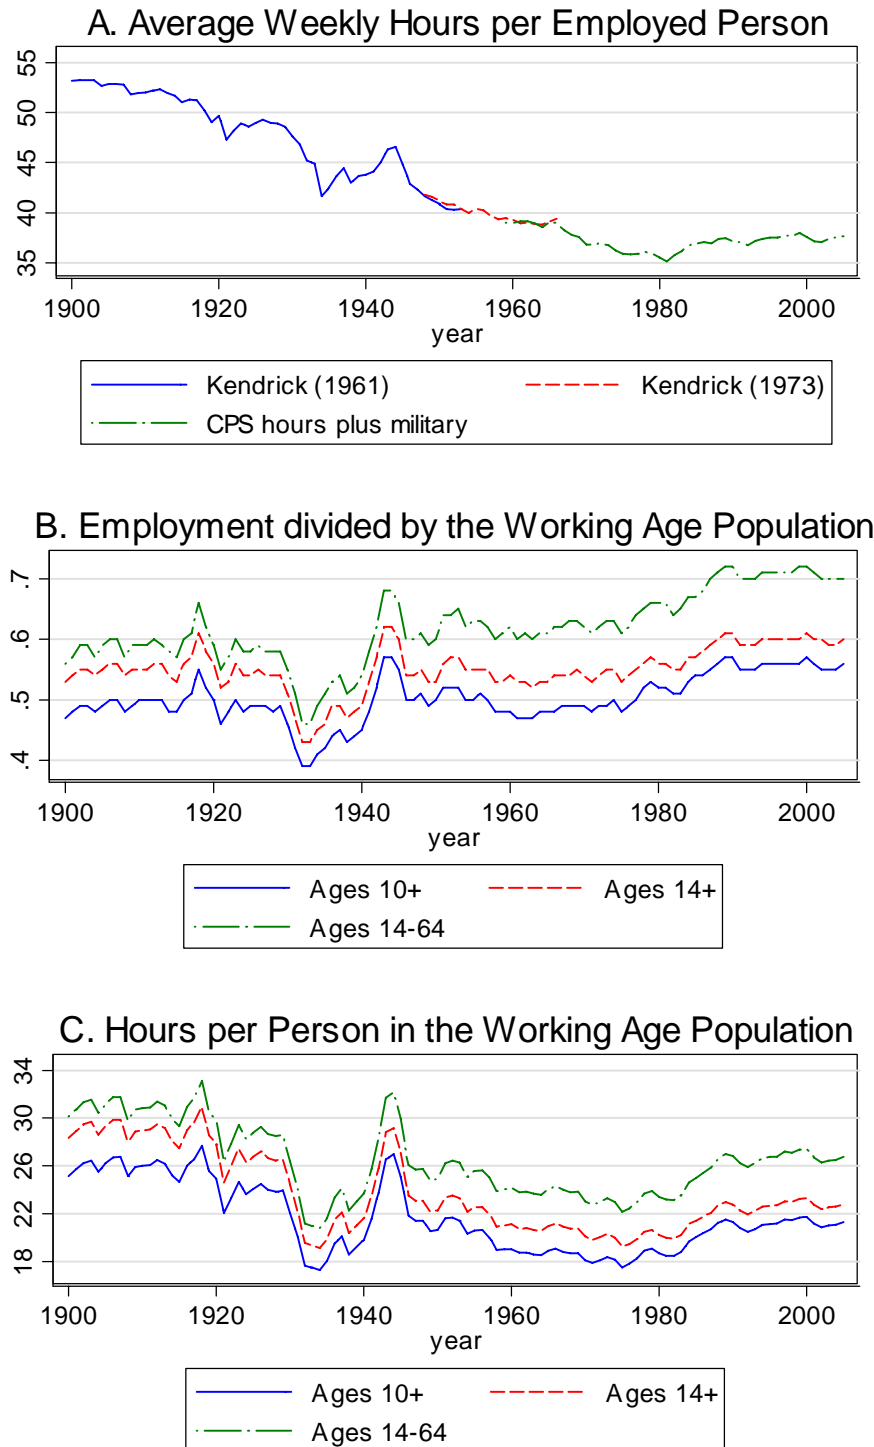 A. Average Weekly Hours per Employed Person
55
50
45
40
35
1900 1920 1940 1960 1980 2000
year
Kendrick (1961) Kendrick (1973)
CPS hours plus military
B. Employment divided by the Working Age Population
.7
.6
.5
.4
1900 1920 1940 1960 1980 2000
year
Ages 10+ Ages 14+
Ages 14-64
C. Hours per Person in the Working Age Population
34
30
26
22
18
1900 1920 1940 1960 1980 2000
year
Ages 10+ Ages 14+
Ages 14-64